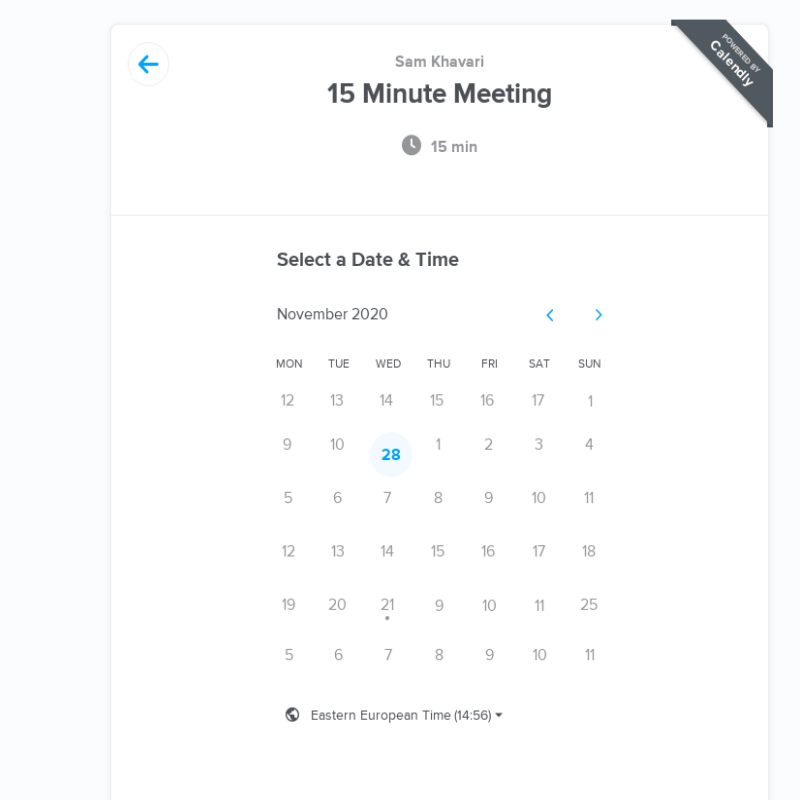 POWERED BY
Calendly
Sam Khavari
15 Minute Meeting
15 min
Select a Date & Time
November 2020
MON TUE WED THU FRI SAT SUN
12 13 14 15 16 17 1
9 10 28 1 2 3 4
5 6 7 8 9 10 11
12 13 14 15 16 17 18
19 20 21 9 10 11 25
5 6 7 8 9 10 11
Eastern European Time (14:56)